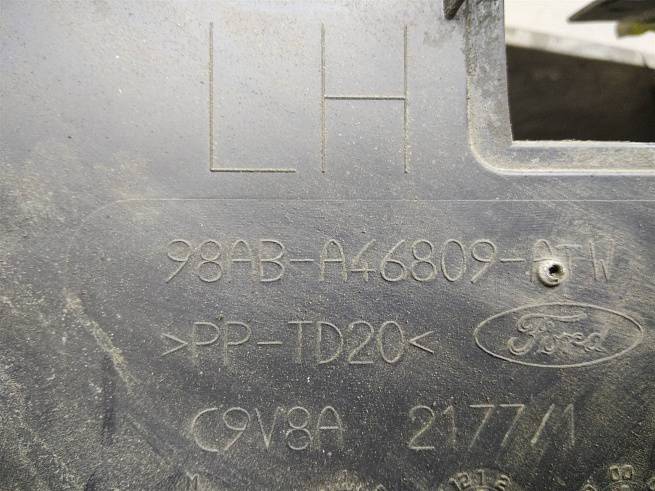 LH
98AB-A46809-ATW
>PP-TD20<
Ford
C9V8A 2177/1